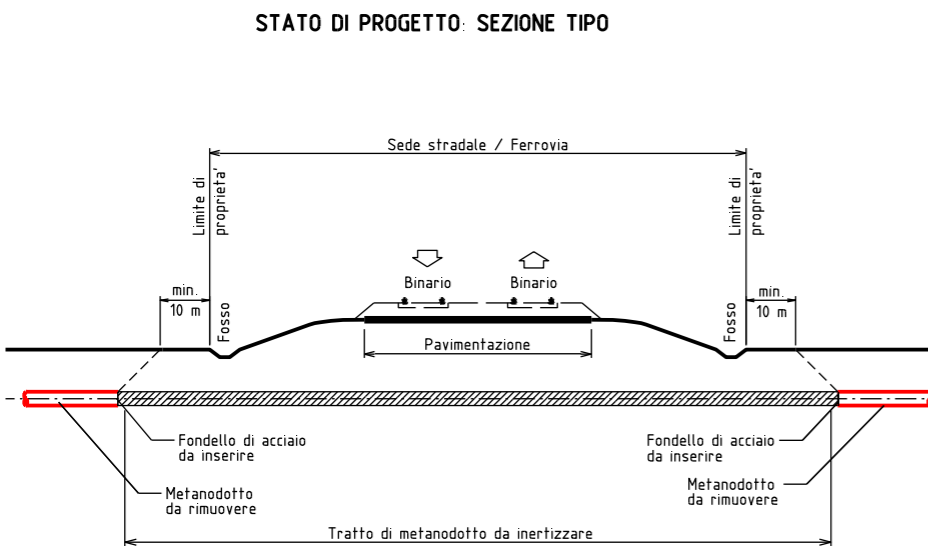 STATO DI PROGETTO: SEZIONE TIPO
Sede stradale / Ferrovia
Limite di
proprieta'
Limite di
proprieta'
Binario
Binario
min.
10 m
min.
10 m
Fosso
Fosso
Pavimentazione
Fondello di acciaio
da inserire
Fondello di acciaio
da inserire
Metanodotto
da rimuovere
Metanodotto
da rimuovere
Tratto di metanodotto da inertizzare